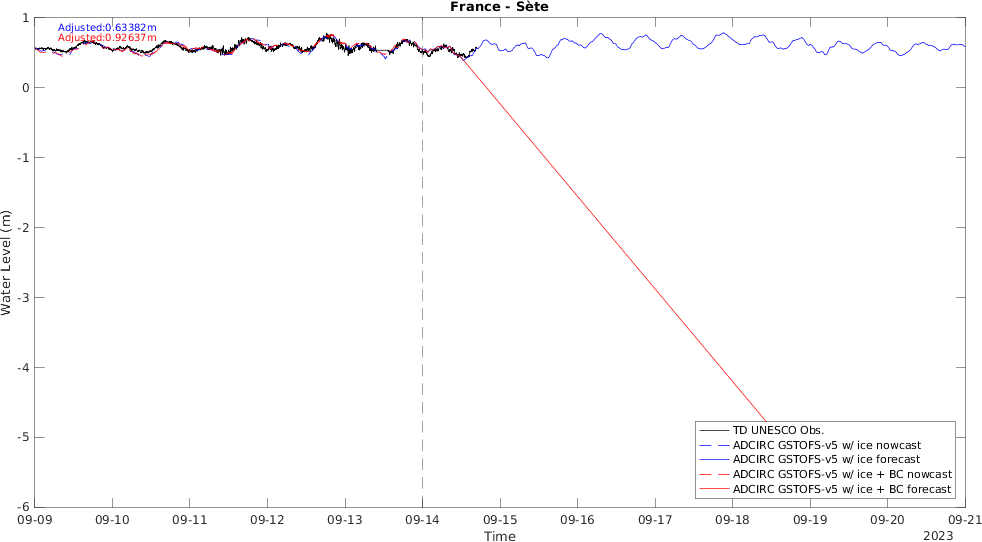 France - Sète
Adjusted:0.63382m
Adjusted:0.92637m
1
0
-1
-2
-3
-4
-5
-6
Water Level (m)
TD UNESCO Obs.
ADCIRC GSTOFS-v5 w/ ice nowcast
ADCIRC GSTOFS-v5 w/ ice forecast
ADCIRC GSTOFS-v5 w/ ice + BC nowcast
ADCIRC GSTOFS-v5 w/ ice + BC forecast
09-09 09-10 09-11 09-12 09-13 09-14 09-15 09-16 09-17 09-18 09-19 09-20 09-21
Time
2023